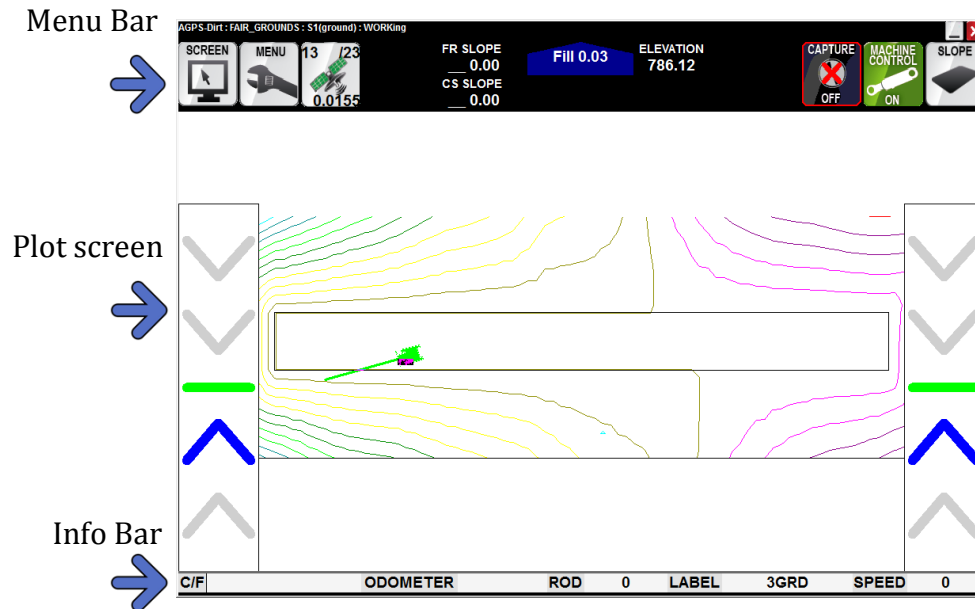 Menu Bar
AGPS-Dirt : FAIR_GROUNDS : S1(ground) : WORKing
SCREEN
MENU
13 /23
0.0155
FR SLOPE
__ 0.00
CS SLOPE
__ 0.00
Fill 0.03
ELEVATION
786.12
CAPTURE
OFF
MACHINE
CONTROL
ON
SLOPE
Plot screen
Info Bar
C/F ODOMETER ROD 0 LABEL 3GRD SPEED 0